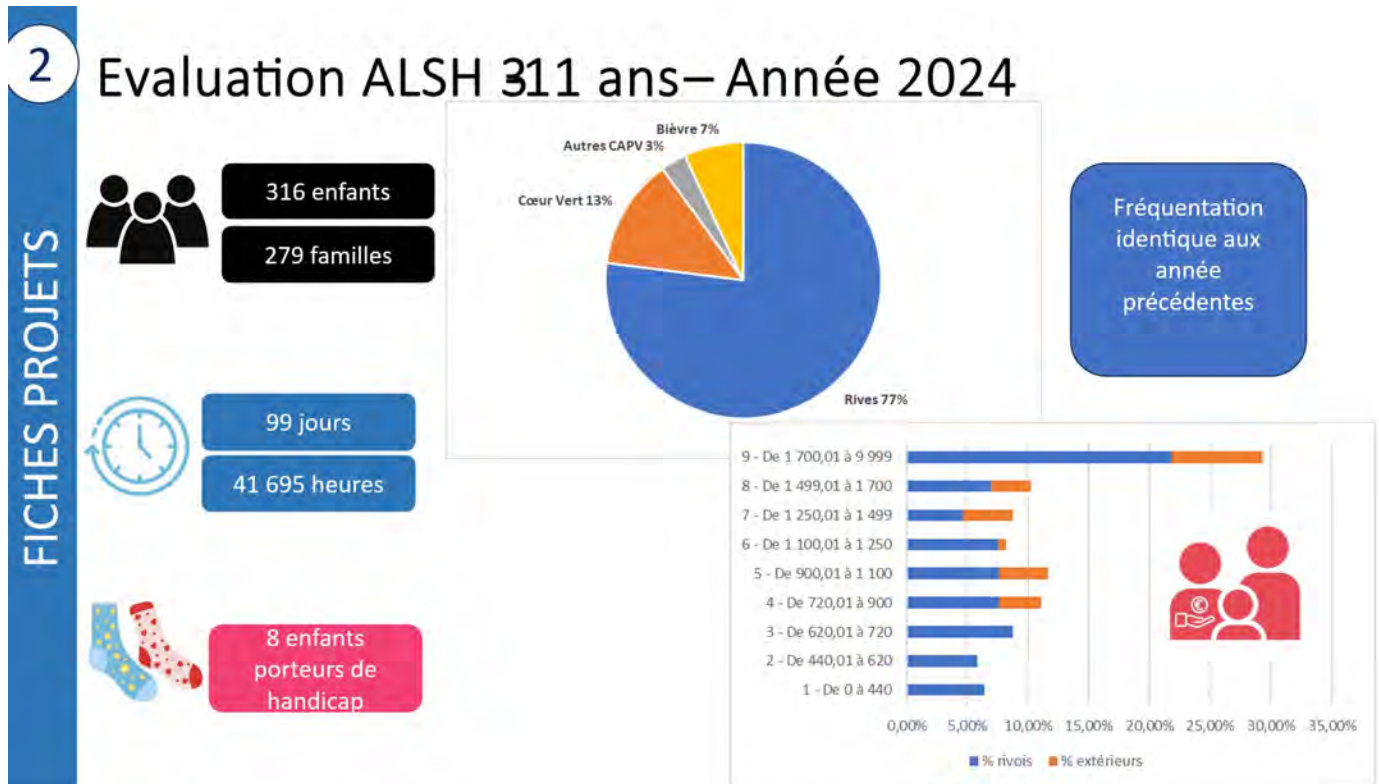 2
FICHES PROJETS
Evaluation ALSH 311 ans– Année 2024
316 enfants
279 familles
99 jours
41 695 heures
8 enfants
porteurs de
handicap
Bièvre 7%
Autres CAPV 3%
Cœur Vert 13%
Rives 77%
Fréquentation
identique aux
année
précédentes
9 - De 1 700,01 à 9 999
8 - De 1 499,01 à 1 700
7 - De 1 250,01 à 1 499
6 - De 1 100,01 à 1 250
5 - De 900,01 à 1 100
4 - De 720,01 à 900
3 - De 620,01 à 720
2 - De 440,01 à 620
1 - De 0 à 440
0,00% 5,00% 10,00% 15,00% 20,00% 25,00% 30,00% 35,00%
% rivois % extérieurs
€